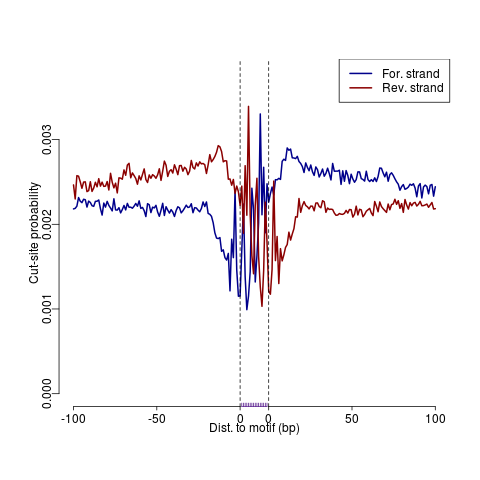 For. strand
Rev. strand
Cut-site probability
0.003
0.002
0.001
0.000
-100 -50 0 0 50 100
Dist. to motif (bp)